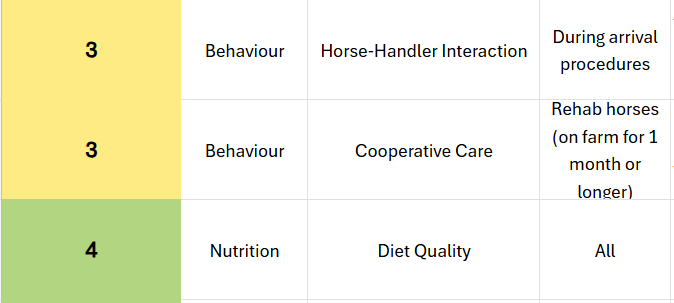 3
Behaviour
Horse-Handler Interaction
During arrival
procedures
3
Behaviour
Cooperative Care
Rehab horses
(on farm for 1
month or
longer)
4
Nutrition
Diet Quality
All